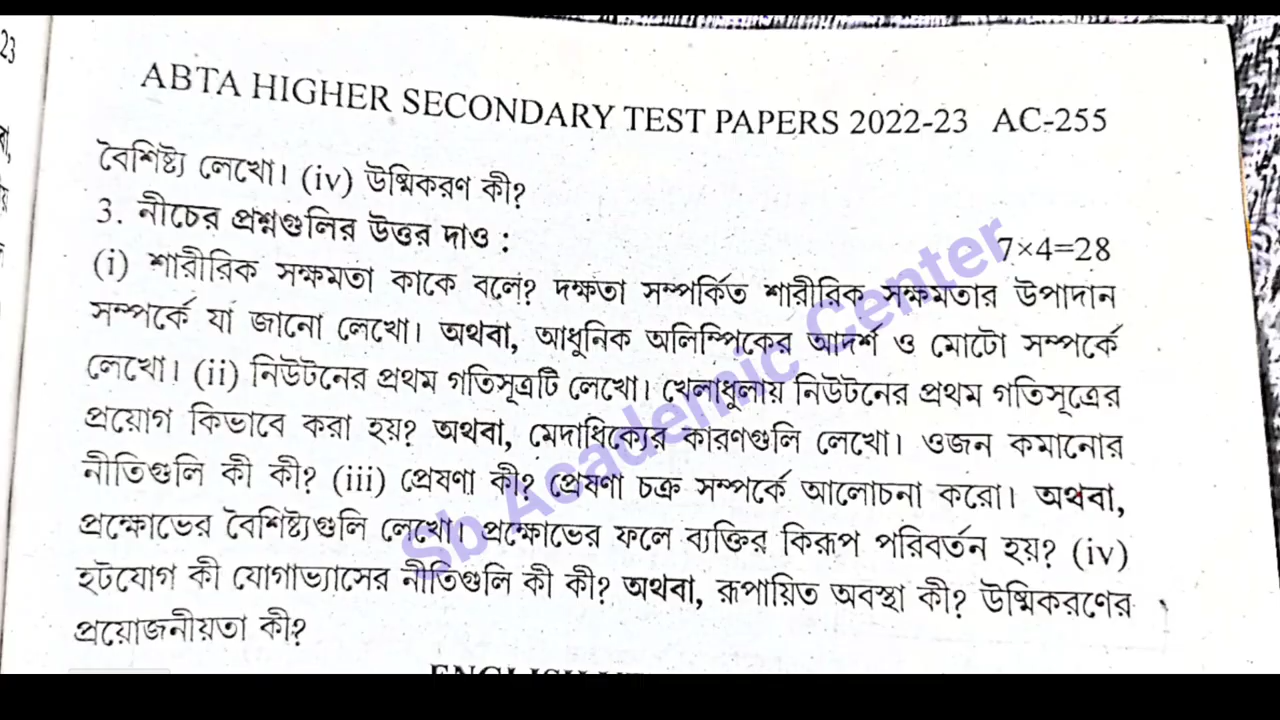 23
ABTA HIGHER SECONDARY TEST PAPERS 2022-23 AC-255
বৈশিষ্ট্য লেখো। (iv) উষ্মিকরণ কী?
3. নীচের প্রশ্নগুলির উত্তর দাও : 7×4=28
(i) শারীরিক সক্ষমতা কাকে বলে? দক্ষতা সম্পর্কিত শারীরিক সক্ষমতার উপাদান
সম্পর্কে যা জানো লেখো। অথবা, আধুনিক অলিম্পিকের আদর্শ ও মোটো সম্পর্কে
লেখো। (ii) নিউটনের প্রথম গতিসূত্রটি লেখো। খেলাধুলায় নিউটনের প্রথম গতিসূত্রের
প্রয়োগ কিভাবে করা হয়? অথবা, মেদাধিক্যের কারণগুলি লেখো। ওজন কমানোর
নীতিগুলি কী কী? (iii) প্রেষণা কী? প্রেষণা চক্র সম্পর্কে আলোচনা করো। অথবা,
প্রক্ষোভের বৈশিষ্ট্যগুলি লেখো। প্রক্ষোভের ফলে ব্যক্তির কিরূপ পরিবর্তন হয়? (iv)
হটযোগ কী যোগাভ্যাসের নীতিগুলি কী কী? অথবা, রূপায়িত অবস্থা কী? উষ্মিকরণের
প্রয়োজনীয়তা কী?
Sb Academic Center